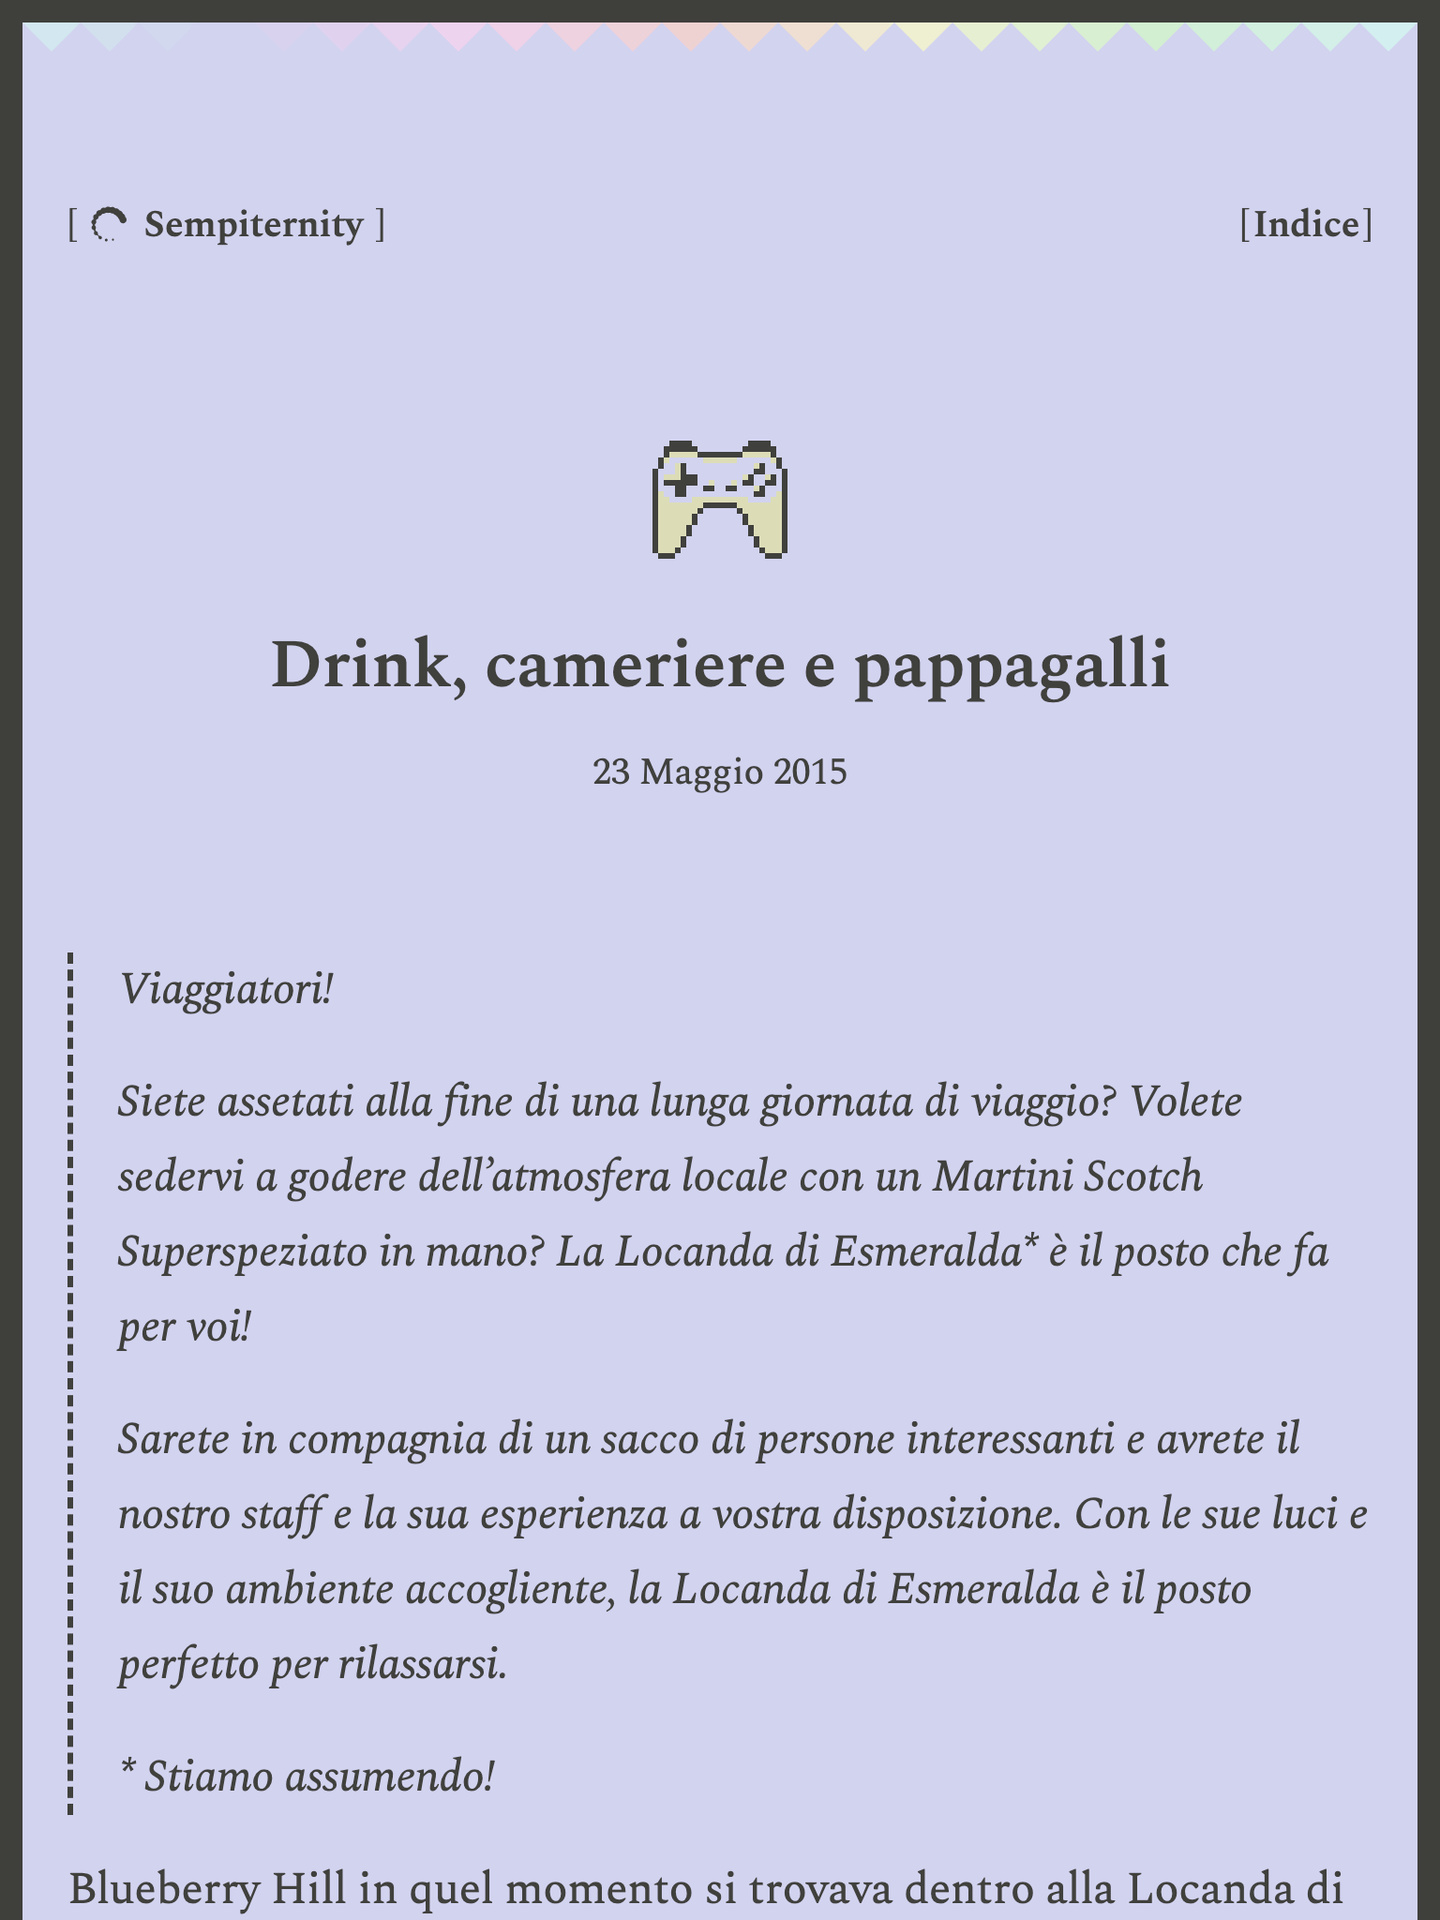 [ Sempiternity ]
[Indice]
Drink, cameriere e pappagalli
23 Maggio 2015
Viaggiatori!
Siete assetati alla fine di una lunga giornata di viaggio? Volete
sedervi a godere dell’atmosfera locale con un Martini Scotch
Superspeziato in mano? La Locanda di Esmeralda* è il posto che fa
per voi!
Sarete in compagnia di un sacco di persone interessanti e avrete il
nostro staff e la sua esperienza a vostra disposizione. Con le sue luci e
il suo ambiente accogliente, la Locanda di Esmeralda è il posto
perfetto per rilassarsi.
* Stiamo assumendo!
Blueberry Hill in quel momento si trovava dentro alla Locanda di